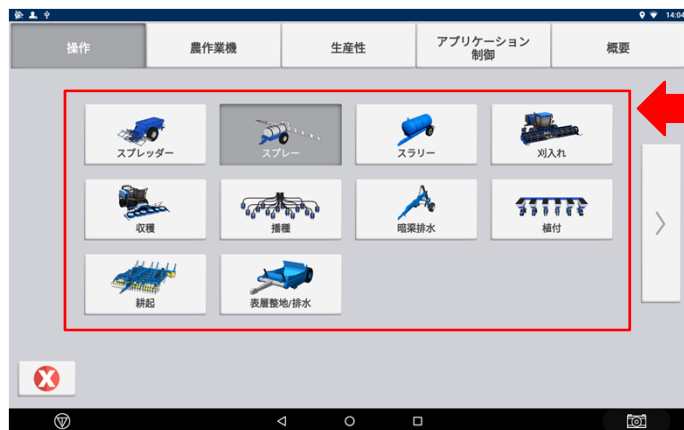 14:04
操作
農作業機
生産性
アプリケーション
制御
概要
スプレッダー
スプレー
スラリー
刈入れ
収穫
播種
暗渠排水
植付
耕起
表層整地/排水